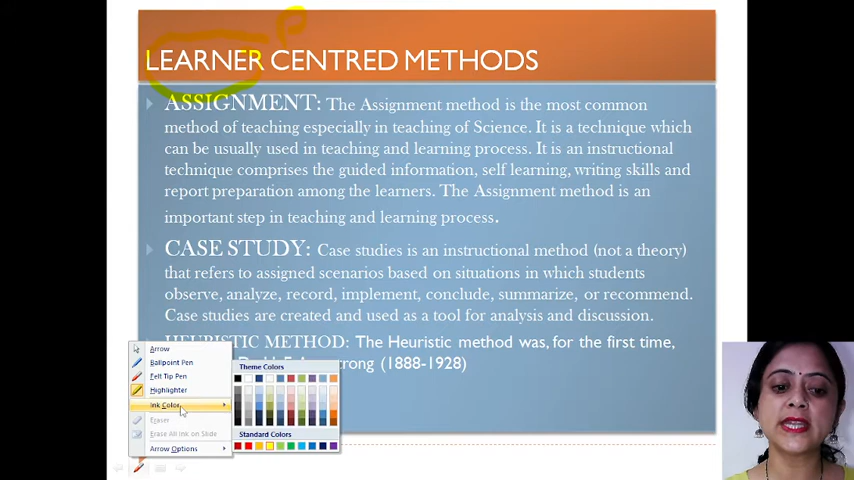 LEARNER CENTRED METHODS
ASSIGNMENT: The Assignment method is the most common
method of teaching especially in teaching of Science. It is a technique which
can be usually used in teaching and learning process. It is an instructional
technique comprises the guided information, self learning, writing skills and
report preparation among the learners. The Assignment method is an
important step in teaching and learning process.
CASE STUDY: Case studies is an instructional method (not a theory)
that refers to assigned scenarios based on situations in which students
observe, analyze, record, implement, conclude, summarize, or recommend.
Case studies are created and used as a tool for analysis and discussion.
HEURISTIC METHOD: The Heuristic method was, for the first time,
(1888-1928)
Arrow
Ballpoint Pen
Felt Tip Pen
Highlighter
Ink Color
Eraser
Erase All Ink on Slide
Arrow Options
Theme Colors
Standard Colors